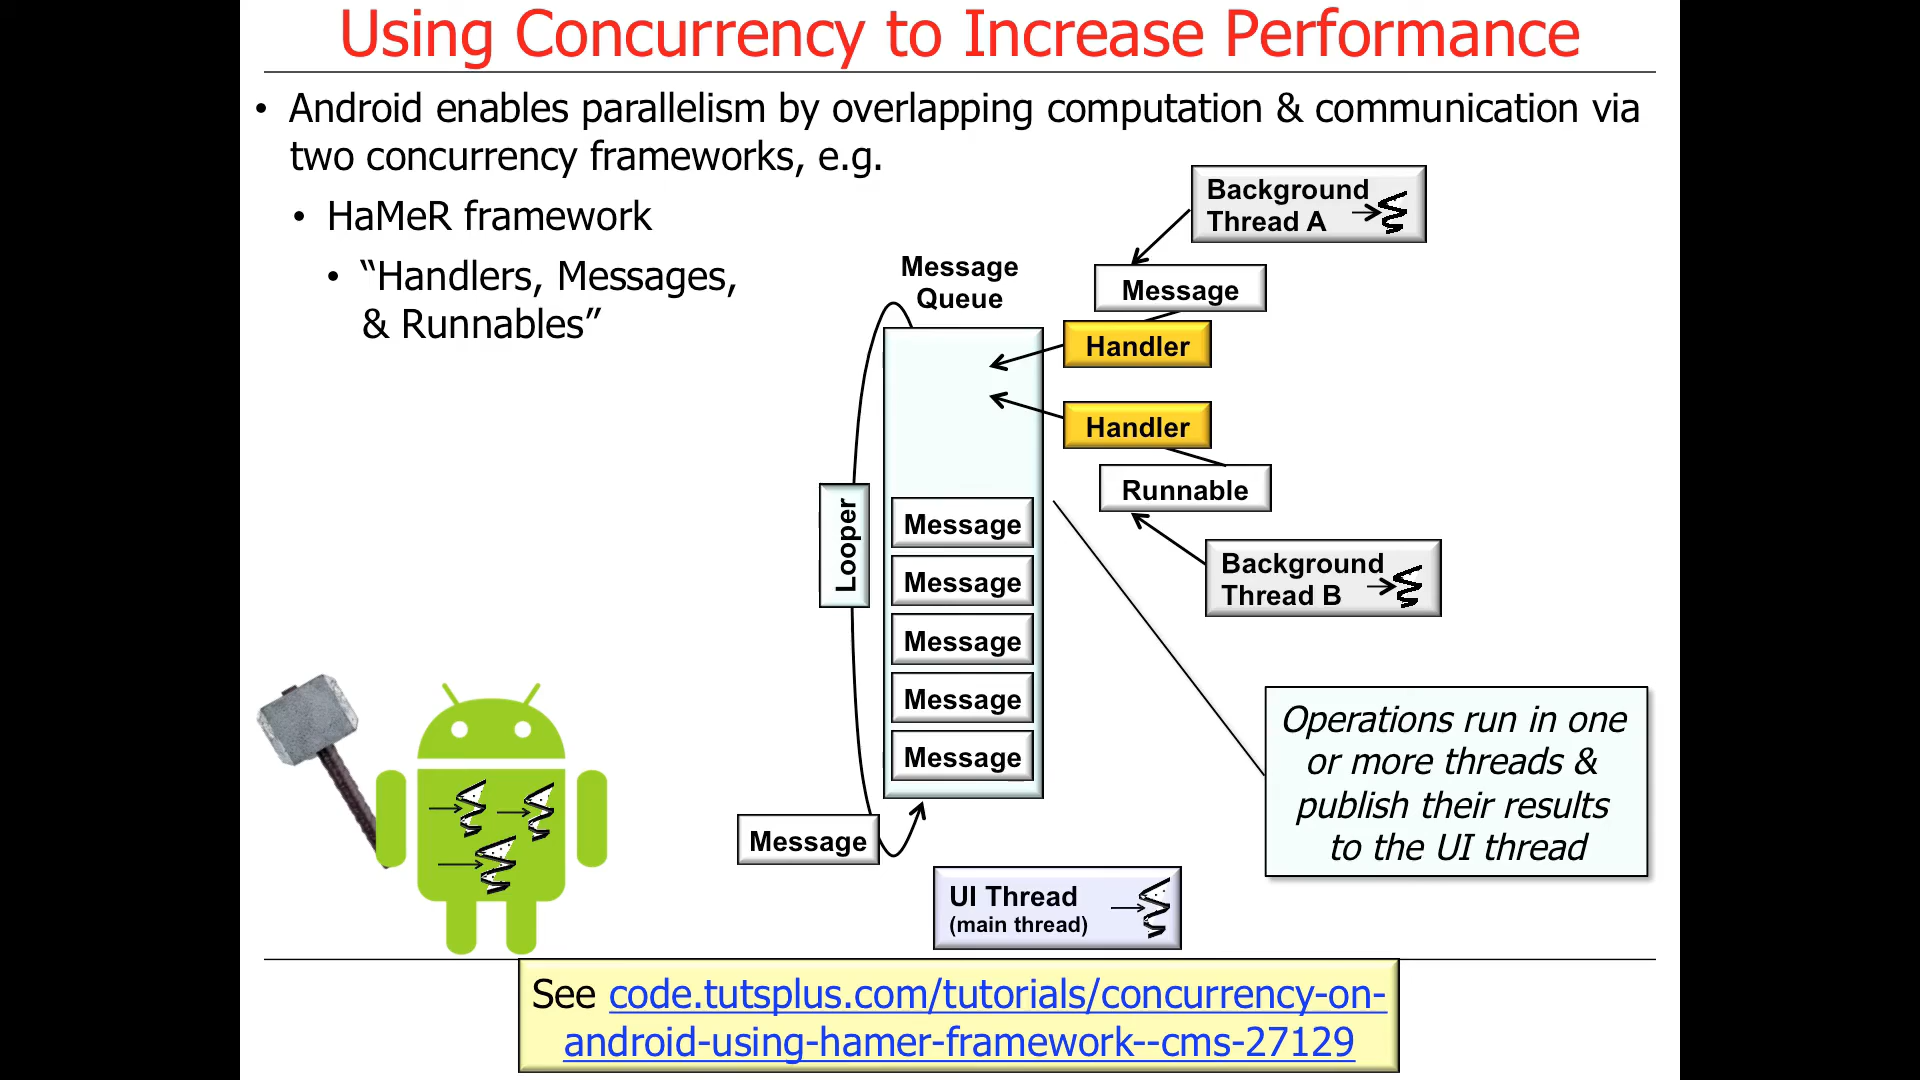 Using Concurrency to Increase Performance
• Android enables parallelism by overlapping computation & communication via
two concurrency frameworks, e.g.
• HaMeR framework
• “Handlers, Messages,
& Runnables”
Background
Thread A
Message
Message
Queue
Handler
Handler
Runnable
Background
Thread B
Looper
Message
Message
Message
Message
Message
Message
Operations run in one
or more threads &
publish their results
to the UI thread
UI Thread
(main thread)
See code.tutsplus.com/tutorials/concurrency-on-
android-using-hamer-framework--cms-27129